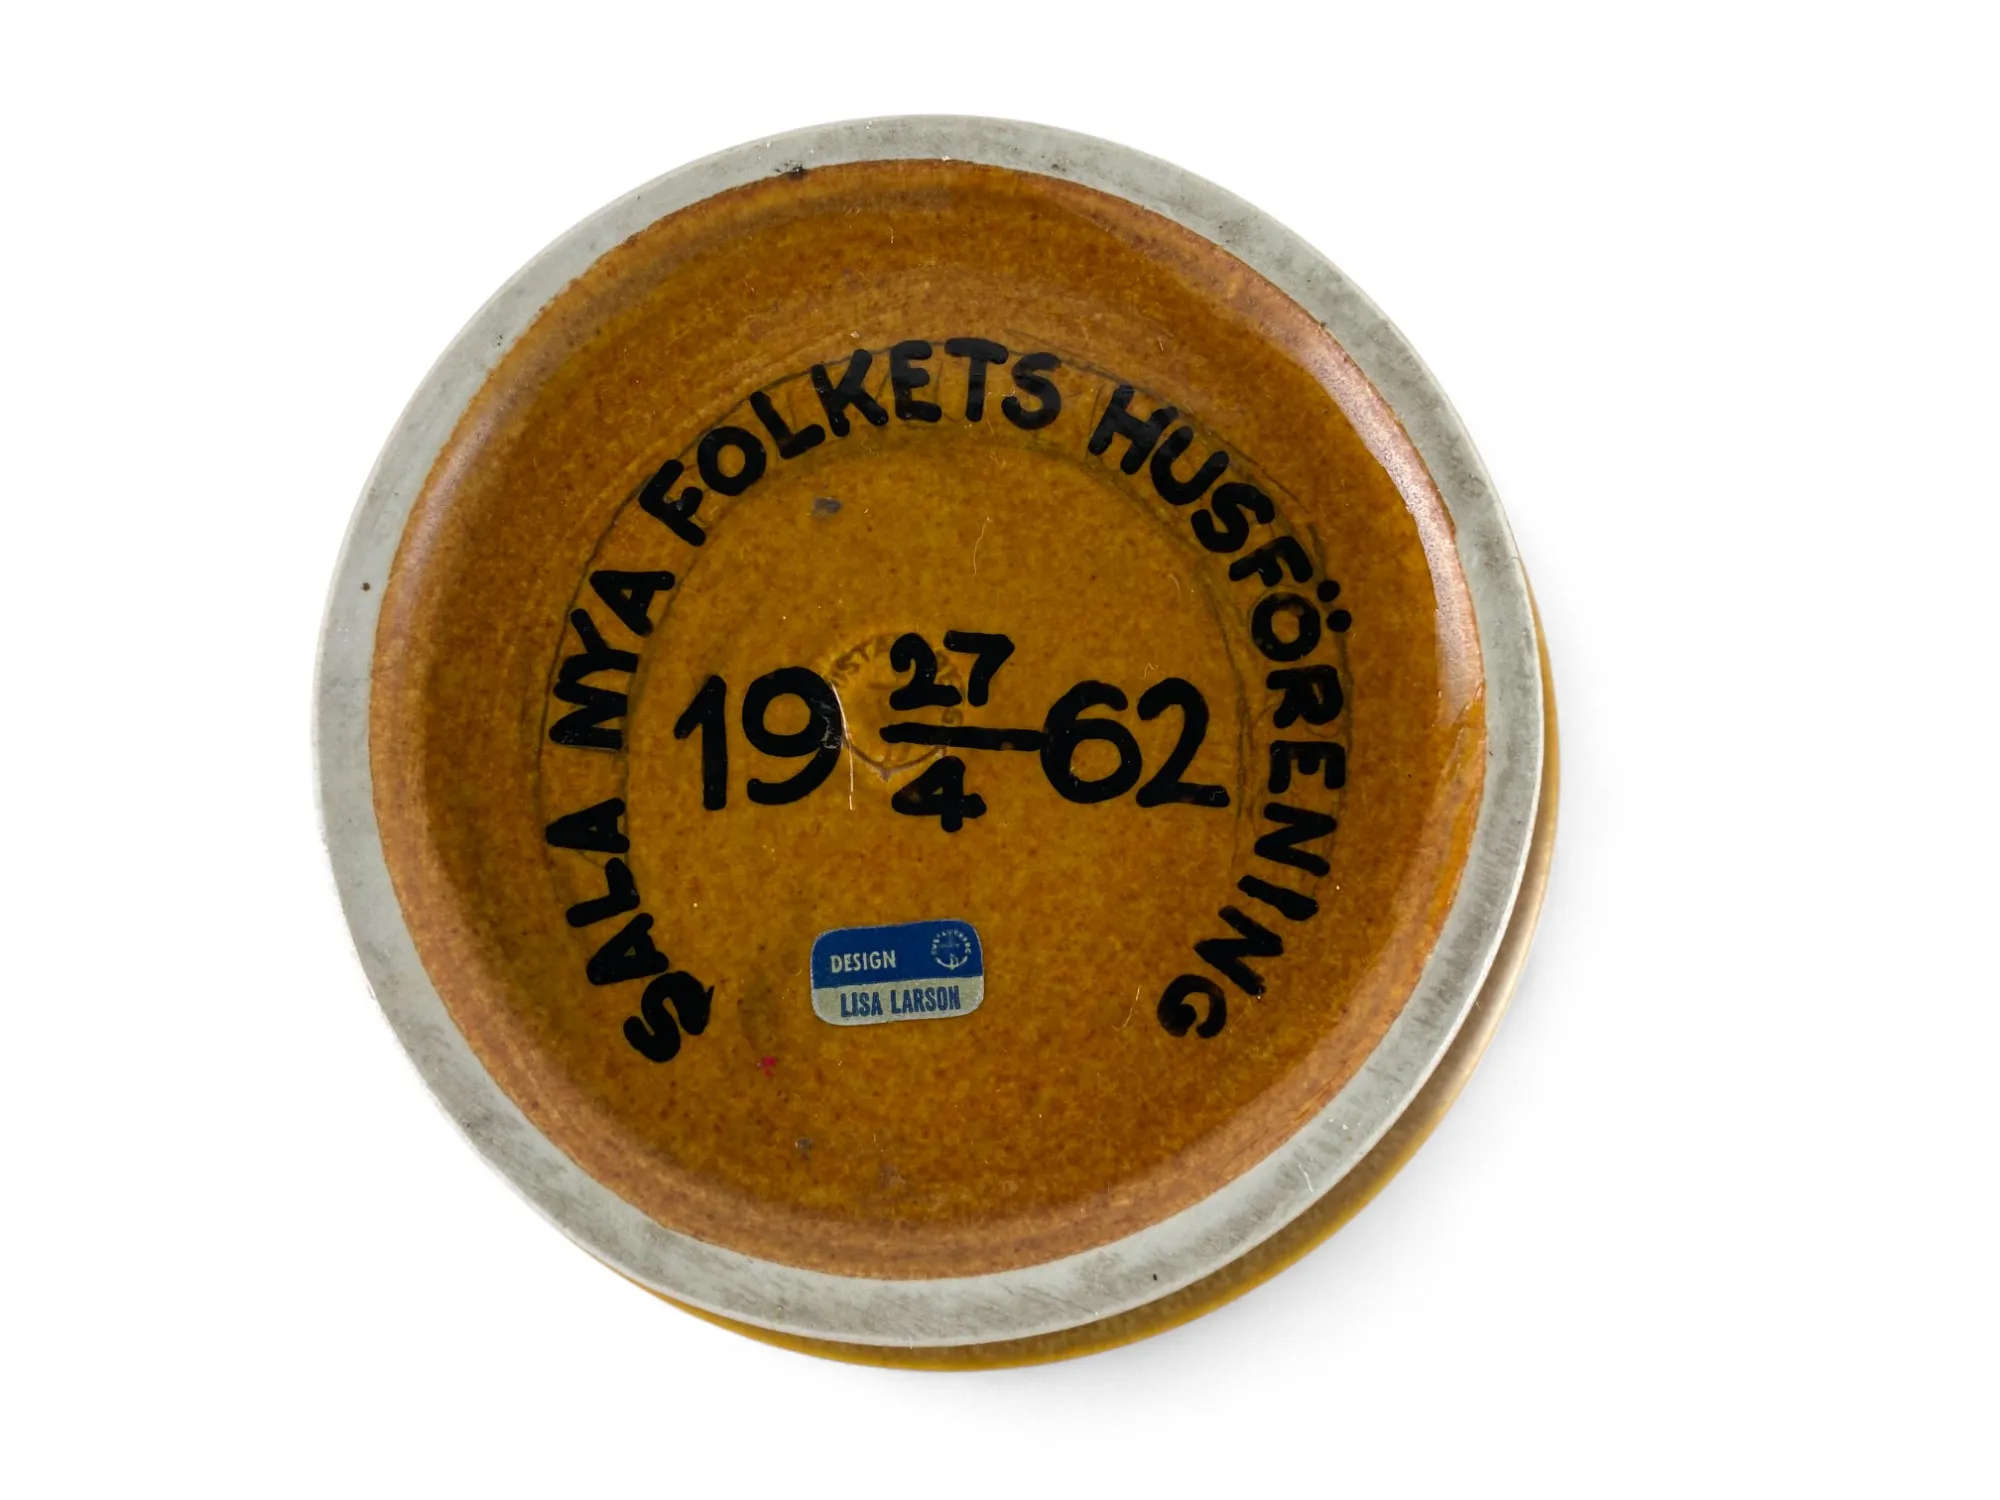 SALA NYA FOLKETS HUSFÖRENING
19 27/4 62
DESIGN
LISA LARSON